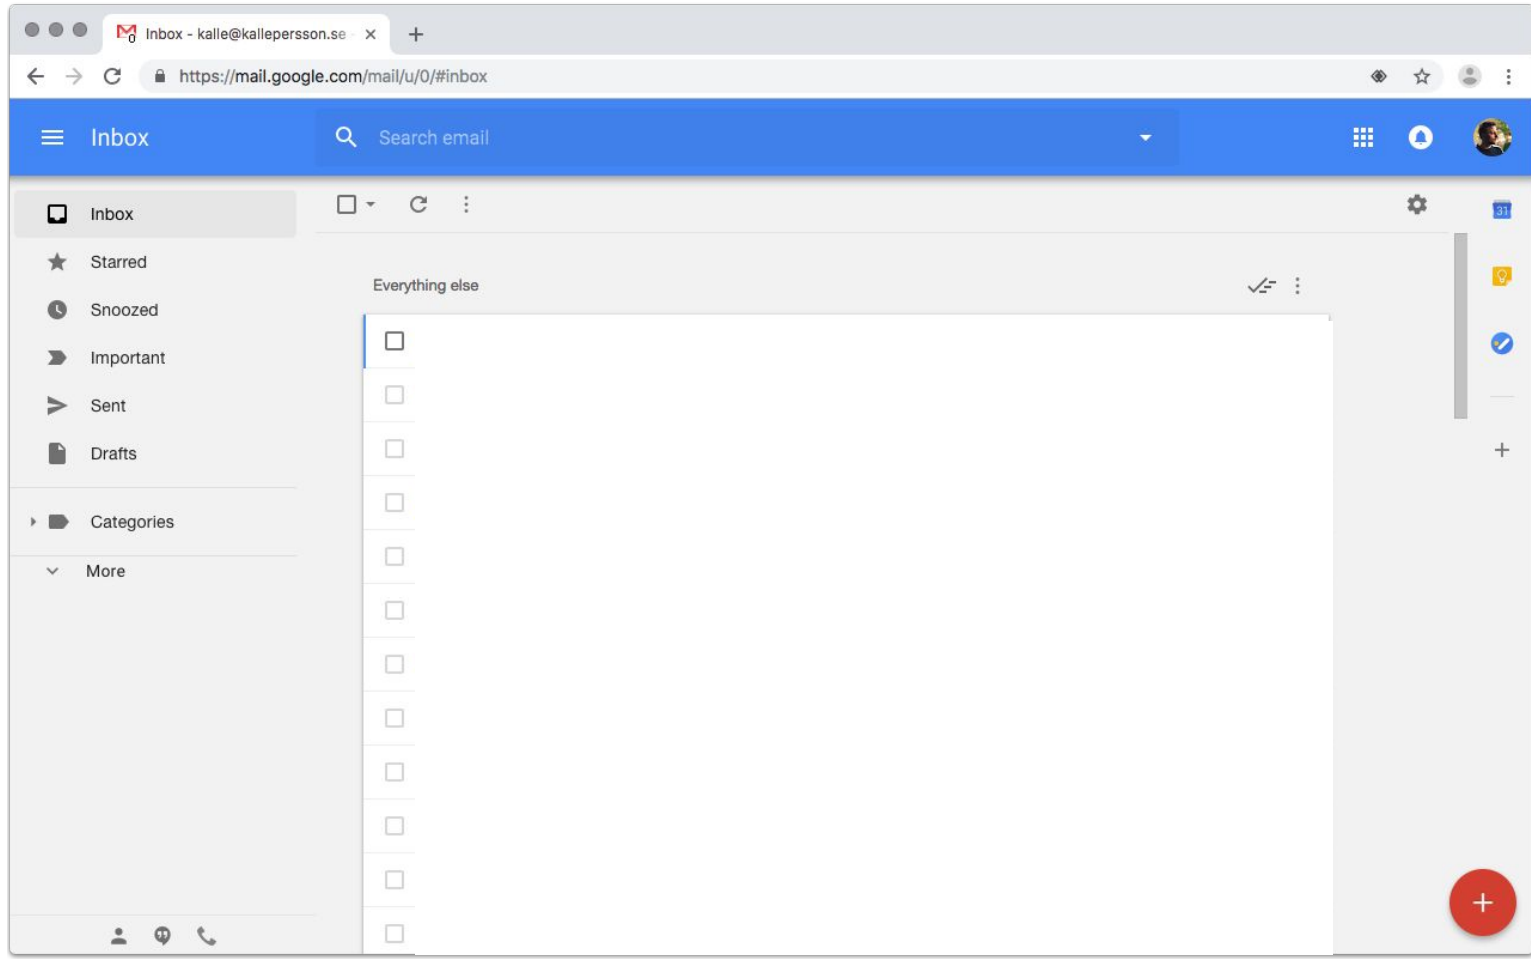 Inbox - kalle@kallepersson.se -
https://mail.google.com/mail/u/0/#inbox
Inbox
Search email
Inbox
Starred
Snoozed
Important
Sent
Drafts
Categories
More
Everything else
31